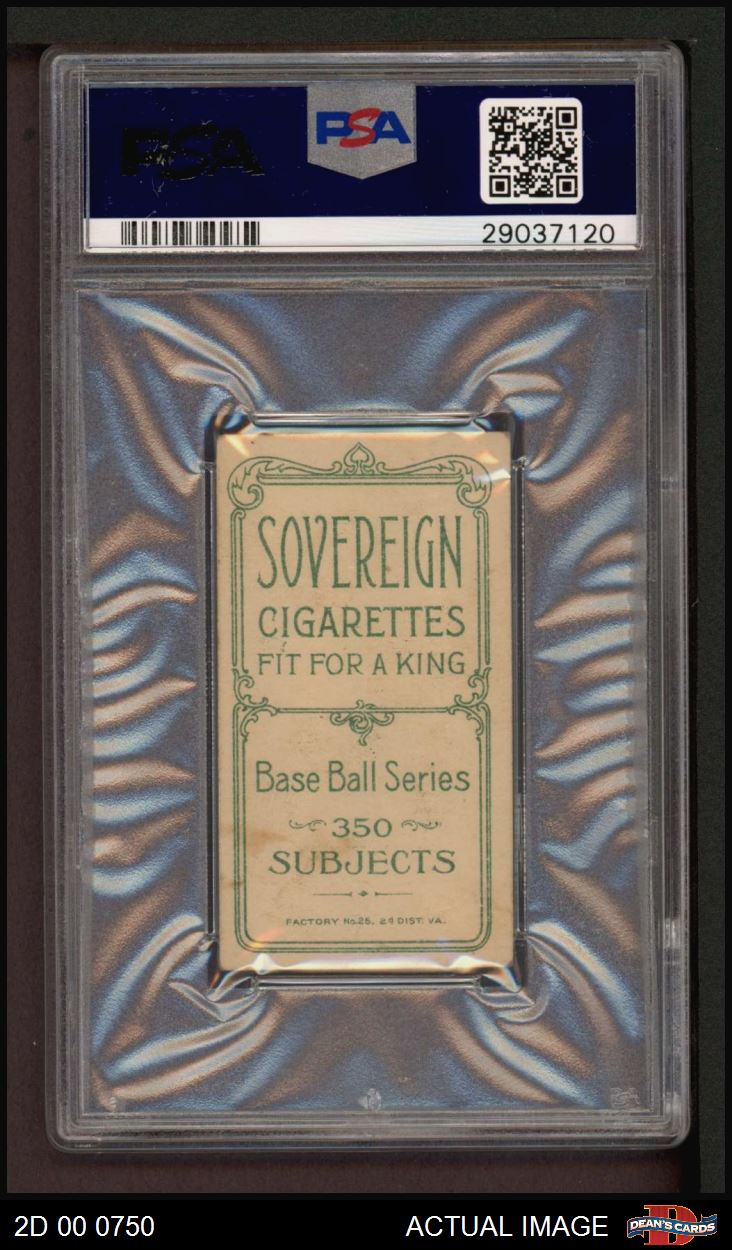 PSA
PSA
29037120
SOVEREIGN
CIGARETTES
FIT FOR A KING
Base Ball Series
350
SUBJECTS
FACTORY No. 25, 2d DIST. VA.
2D 00 0750
ACTUAL IMAGE
D
DEAN'S CARDS